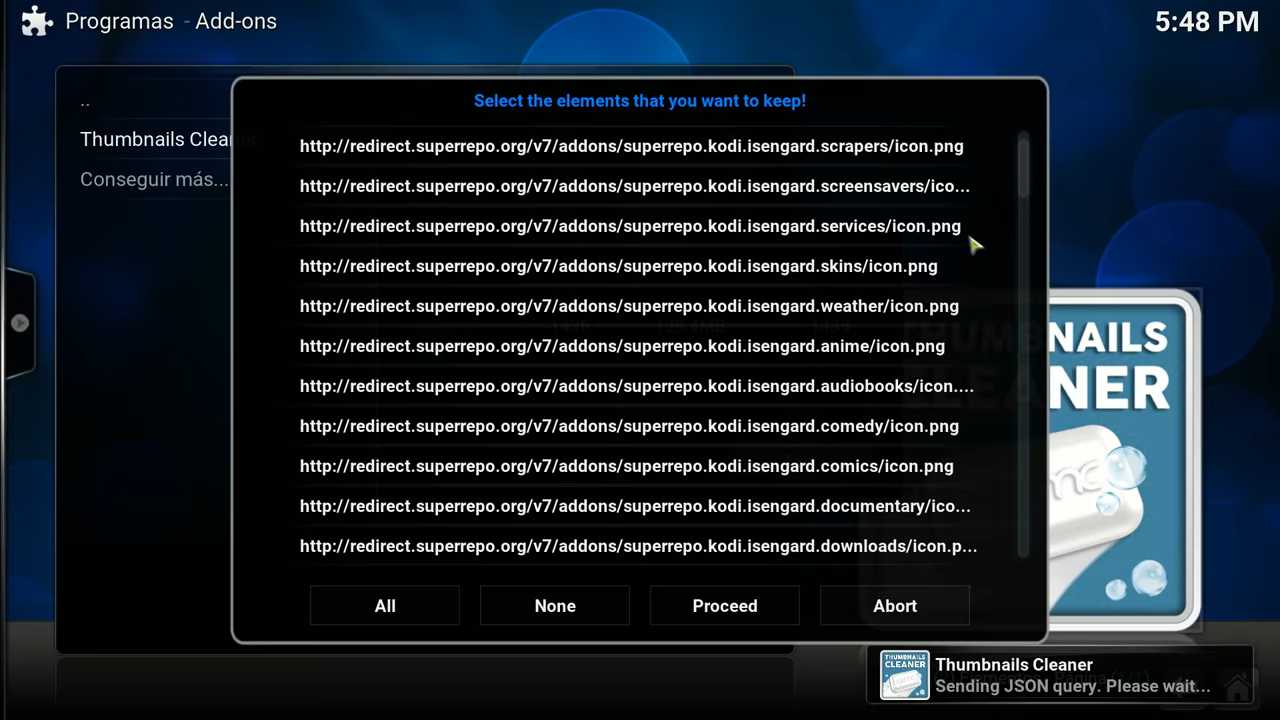 Programas - Add-ons
5:48 PM
Select the elements that you want to keep!
..
Thumbnails Clean
Conseguir más...
http://redirect.superrepo.org/v7/addons/superrepo.kodi.isengard.scrapers/icon.png
http://redirect.superrepo.org/v7/addons/superrepo.kodi.isengard.screensavers/ico...
http://redirect.superrepo.org/v7/addons/superrepo.kodi.isengard.services/icon.png
http://redirect.superrepo.org/v7/addons/superrepo.kodi.isengard.skins/icon.png
http://redirect.superrepo.org/v7/addons/superrepo.kodi.isengard.weather/icon.png
http://redirect.superrepo.org/v7/addons/superrepo.kodi.isengard.anime/icon.png
http://redirect.superrepo.org/v7/addons/superrepo.kodi.isengard.audiobooks/icon....
http://redirect.superrepo.org/v7/addons/superrepo.kodi.isengard.comedy/icon.png
http://redirect.superrepo.org/v7/addons/superrepo.kodi.isengard.comics/icon.png
http://redirect.superrepo.org/v7/addons/superrepo.kodi.isengard.documentary/ico...
http://redirect.superrepo.org/v7/addons/superrepo.kodi.isengard.downloads/icon.p...
THUMBNAILS
CLEANER
All
None
Proceed
Abort
THUMBNAILS
CLEANER
Thumbnails Cleaner
Sending JSON query. Please wait...